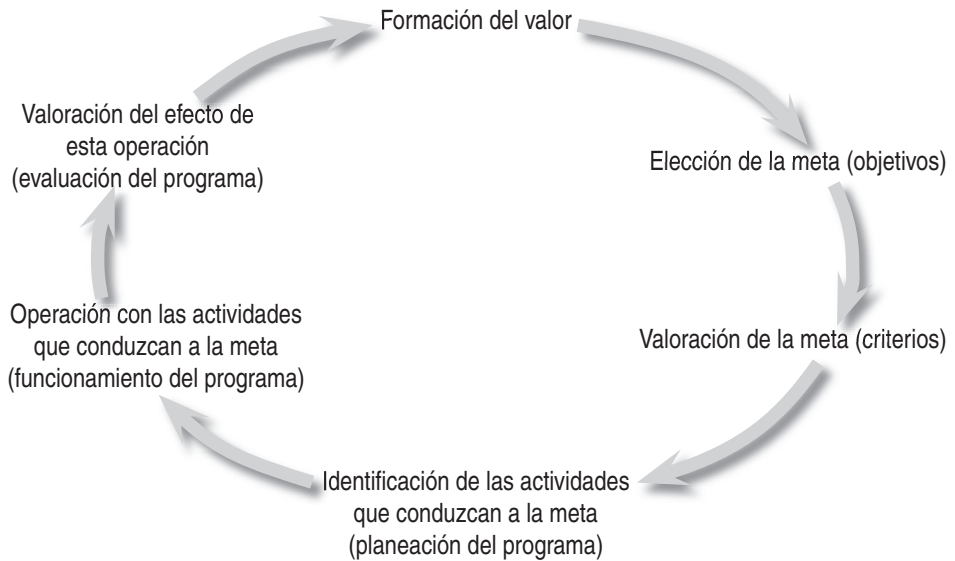 Formación del valor
Elección de la meta (objetivos)
Valoración de la meta (criterios)
Identificación de las actividades
que conduzcan a la meta
(planeación del programa)
Operación con las actividades
que conduzcan a la meta
(funcionamiento del programa)
Valoración del efecto de
esta operación
(evaluación del programa)